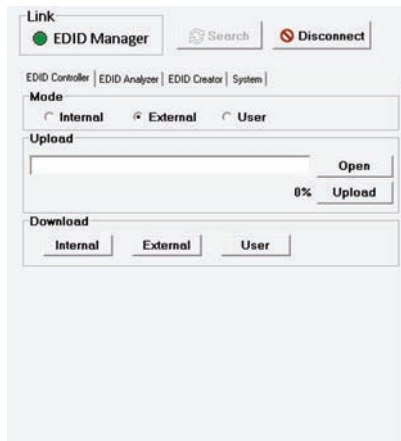 Link
EDID Manager
Search
Disconnect
EDID Controller EDID Analyzer EDID Creator System
Mode
Internal External User
Upload
Open
0% Upload
Download
Internal External User